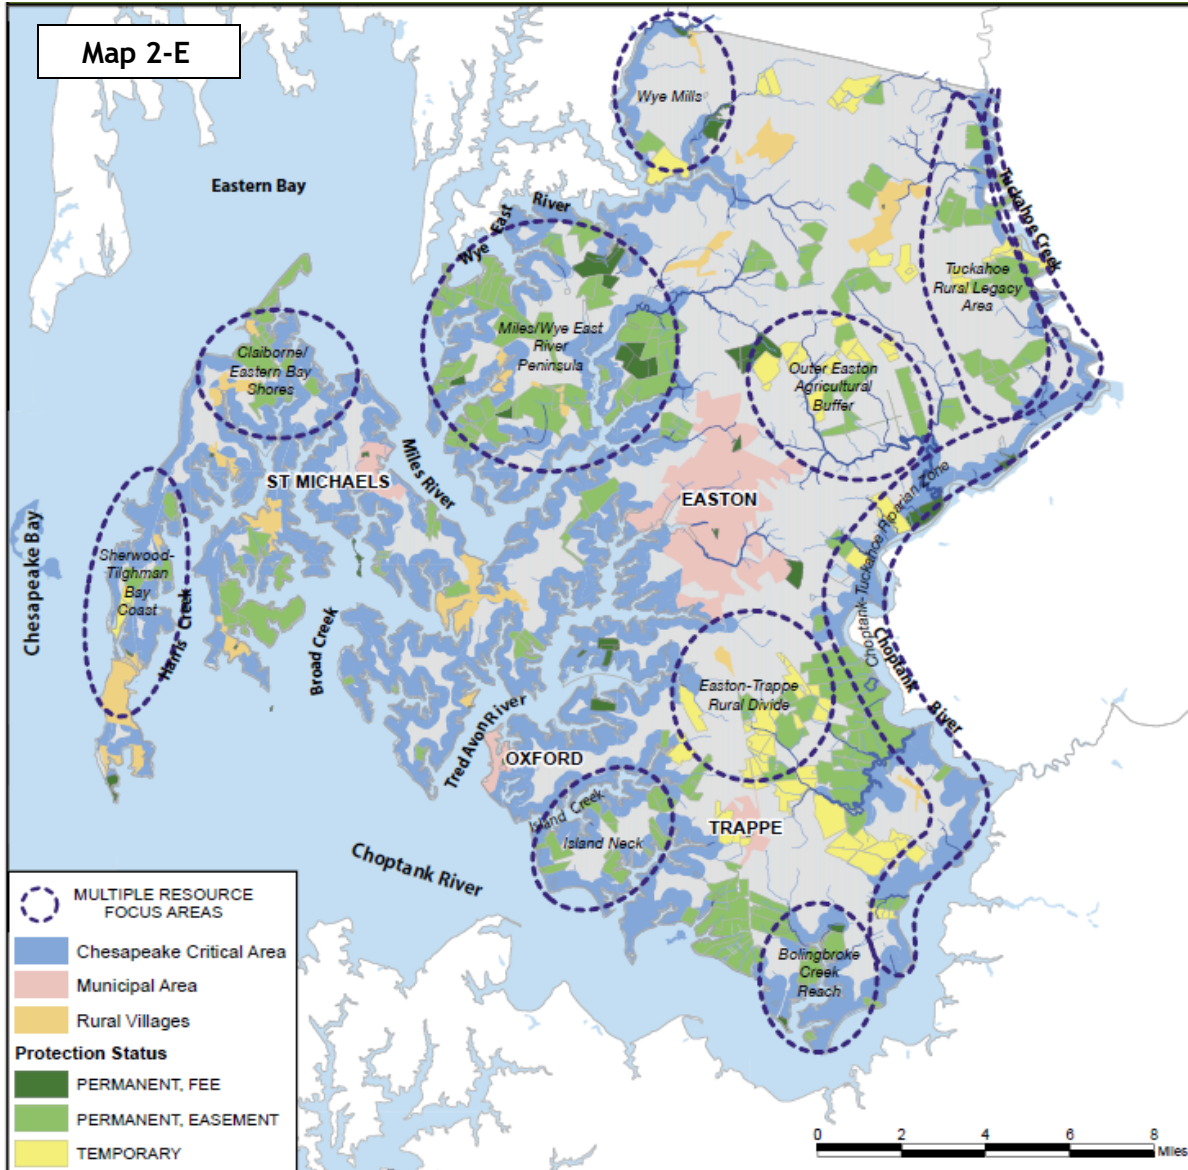 Map 2-E
Wye Mills
Eastern Bay
Wye East River
Tuckahoe Creek
Tuckahoe
Rural Legacy
Area
Miles/Wye East
River
Peninsula
Claiborne/
Eastern Bay
Shores
Outer Easton
Agricultural
Buffer
Miles River
ST MICHAELS
EASTON
Choptank-Tuckahoe Riparian Zone
Chesapeake Bay
Sherwood-
Tilghman
Bay
Coast
Harris Creek
Broad Creek
Choptank River
Easton-Trappe
Rural Divide
Tred Avon River
OXFORD
Island Creek
Island Neck
TRAPPE
Choptank River
Bolingbroke
Creek
Reach
MULTIPLE RESOURCE
FOCUS AREAS
Chesapeake Critical Area
Municipal Area
Rural Villages
Protection Status
PERMANENT, FEE
PERMANENT, EASEMENT
TEMPORARY
0 2 4 6 8
Miles